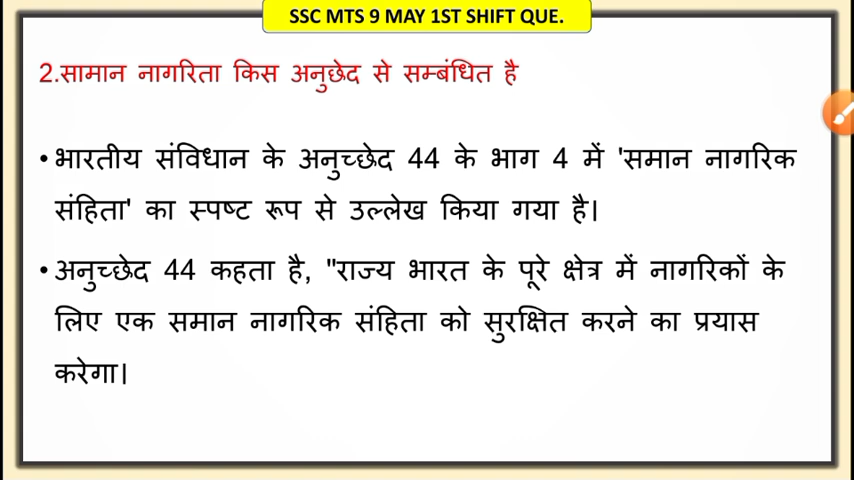 SSC MTS 9 MAY 1ST SHIFT QUE.
2.सामान नागरिता किस अनुछेद से सम्बंधित है
• भारतीय संविधान के अनुच्छेद 44 के भाग 4 में 'समान नागरिक
संहिता' का स्पष्ट रूप से उल्लेख किया गया है।
• अनुच्छेद 44 कहता है, "राज्य भारत के पूरे क्षेत्र में नागरिकों के
लिए एक समान नागरिक संहिता को सुरक्षित करने का प्रयास
करेगा।